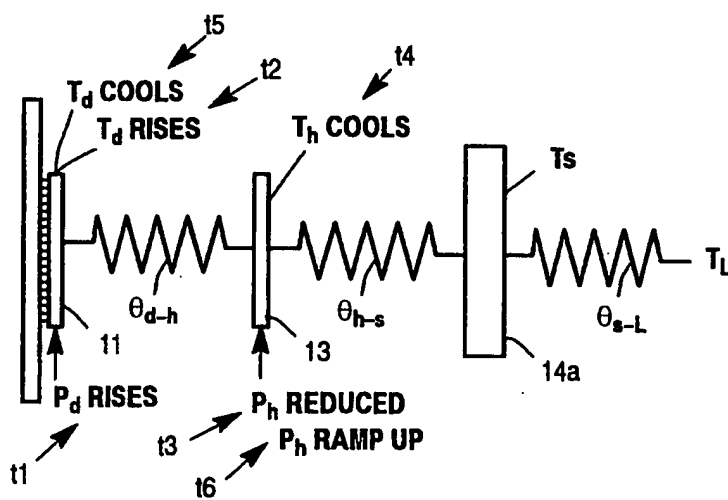 t5
t2
t4
T_d COOLS
T_d RISES
T_h COOLS
Ts
T_L
θ_d–h
θ_h–s
θ_s–L
11
13
14a
P_d RISES
P_h REDUCED
P_h RAMP UP
t1
t3
t6